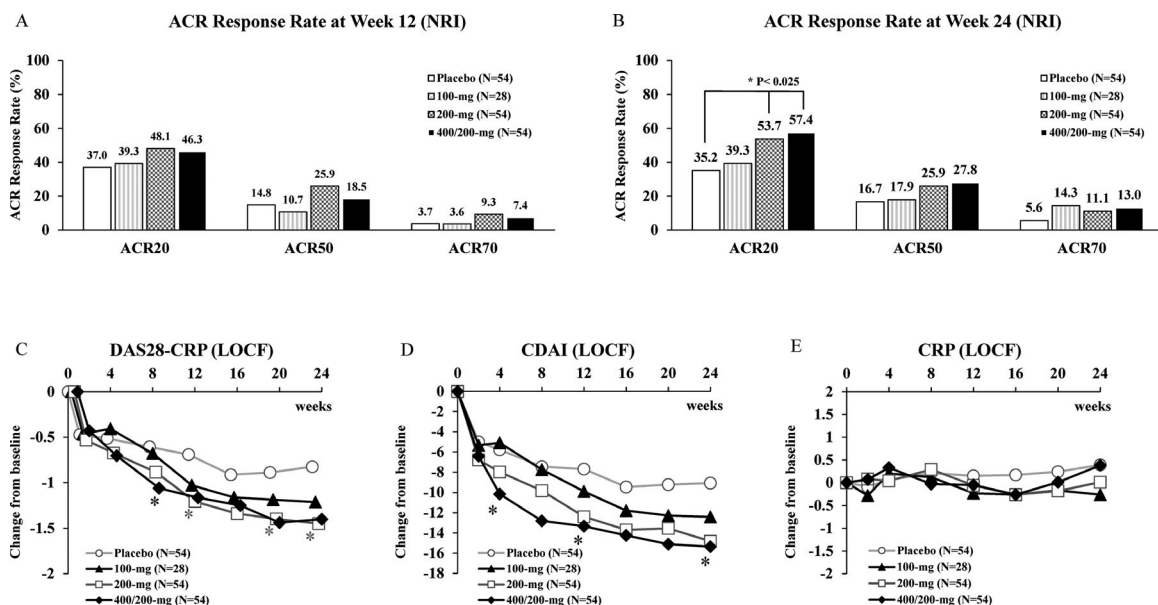 A
ACR Response Rate at Week 12 (NRI)
ACR Response Rate (%)
100
80
60
40
20
0
Placebo (N=54)
100-mg (N=28)
200-mg (N=54)
400/200-mg (N=54)
37.0
39.3
48.1
46.3
14.8
10.7
25.9
18.5
3.7
3.6
9.3
7.4
ACR20
ACR50
ACR70
B
ACR Response Rate at Week 24 (NRI)
ACR Response Rate (%)
100
80
60
40
20
0
* P< 0.025
Placebo (N=54)
100-mg (N=28)
200-mg (N=54)
400/200-mg (N=54)
35.2
39.3
53.7
57.4
16.7
17.9
25.9
27.8
5.6
14.3
11.1
13.0
ACR20
ACR50
ACR70
C
DAS28-CRP (LOCF)
0 4 8 12 16 20 24
weeks
Change from baseline
0
-0.5
-1
-1.5
-2
*
*
*
*
Placebo (N=54)
100-mg (N=28)
200-mg (N=54)
400/200-mg (N=54)
D
CDAI (LOCF)
0 4 8 12 16 20 24
weeks
Change from baseline
0
-2
-4
-6
-8
-10
-12
-14
-16
-18
*
*
*
Placebo (N=54)
100-mg (N=28)
200-mg (N=54)
400/200-mg (N=54)
E
CRP (LOCF)
0 2 4 8 12 16 20 24
weeks
Change from baseline
2
1.5
1
0.5
0
-0.5
-1
-1.5
-2
Placebo (N=54)
100-mg (N=28)
200-mg (N=54)
400/200-mg (N=54)